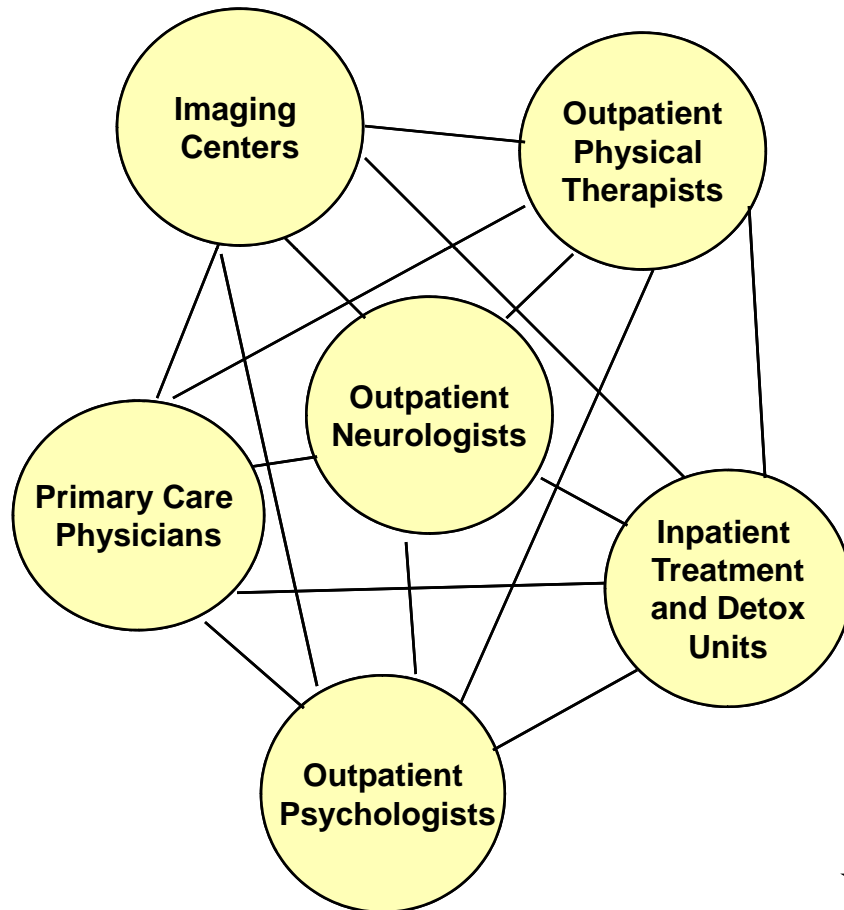 Imaging
Centers
Outpatient
Physical
Therapists
Outpatient
Neurologists
Primary Care
Physicians
Inpatient
Treatment
and Detox
Units
Outpatient
Psychologists